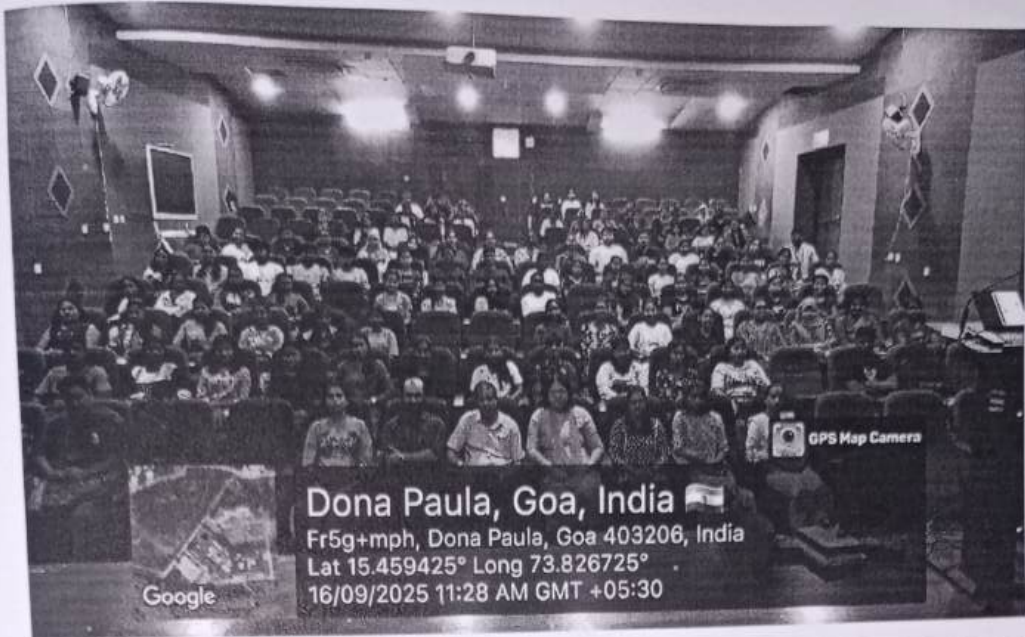 GPS Map Camera
Dona Paula, Goa, India 🇮🇳
Fr5g+mph, Dona Paula, Goa 403206, India
Lat 15.459425° Long 73.826725°
16/09/2025 11:28 AM GMT +05:30
Google